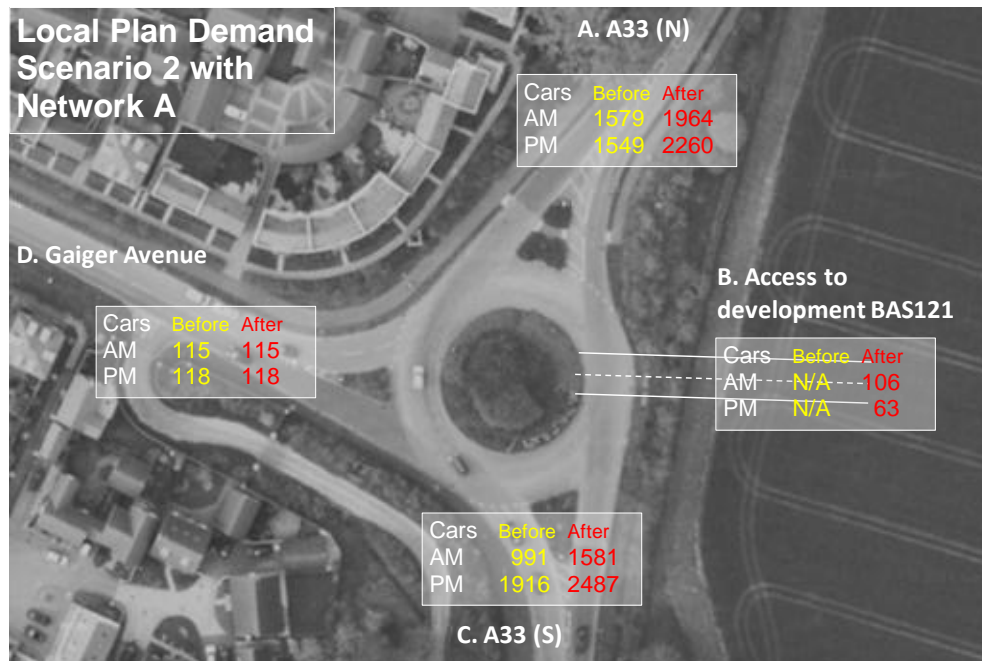 Local Plan Demand
Scenario 2 with
Network A
A. A33 (N)
Cars Before After
AM 1579 1964
PM 1549 2260
D. Gaiger Avenue
Cars Before After
AM 115 115
PM 118 118
B. Access to
development BAS121
Cars Before After
AM N/A 106
PM N/A 63
Cars Before After
AM 991 1581
PM 1916 2487
C. A33 (S)